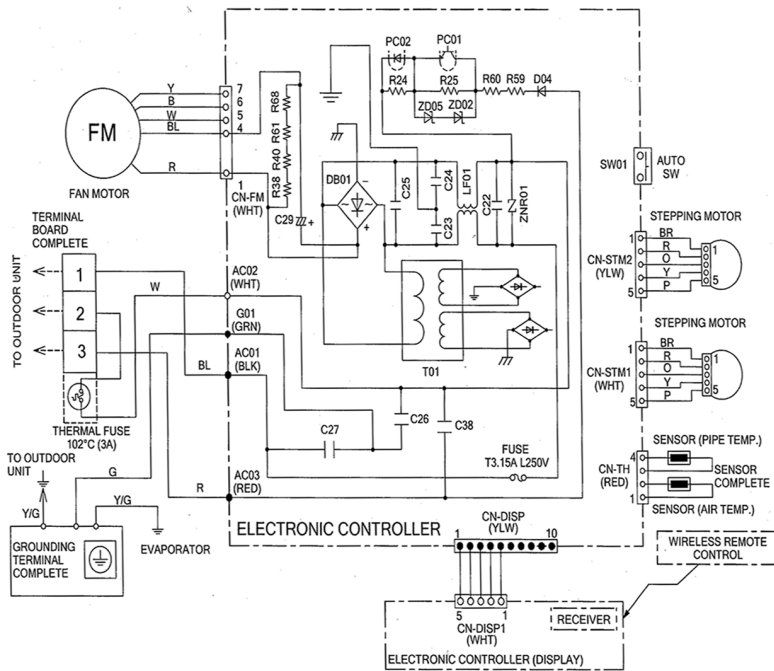 PC02
PC01
R24
R25
R60
R59
D04
ZD05
ZD02
FM
FAN MOTOR
Y
B
W
BL
R
7
6
5
4
1
CN-FM
(WHT)
R68
R61
R40
R38
C29
+
DB01
−
~
~
+
C25
C24
C23
LF01
C22
ZNR01
T01
SW01
AUTO
SW
STEPPING MOTOR
CN-STM2
(YLW)
1
5
BR
R
O
Y
P
1
5
STEPPING MOTOR
CN-STM1
(WHT)
1
5
BR
R
O
Y
P
1
5
TERMINAL
BOARD
COMPLETE
1
2
3
TO OUTDOOR UNIT
THERMAL FUSE
102°C (3A)
W
AC02
(WHT)
G01
(GRN)
BL
AC01
(BLK)
C27
C26
C38
FUSE
T3.15A L250V
R
AC03
(RED)
CN-TH
(RED)
4
1
SENSOR (PIPE TEMP.)
SENSOR
COMPLETE
SENSOR (AIR TEMP.)
TO OUTDOOR
UNIT
G
Y/G
Y/G
GROUNDING
TERMINAL
COMPLETE
EVAPORATOR
ELECTRONIC CONTROLLER
CN-DISP
(YLW)
1
10
WIRELESS REMOTE
CONTROL
5
1
CN-DISP1
(WHT)
RECEIVER
ELECTRONIC CONTROLLER (DISPLAY)